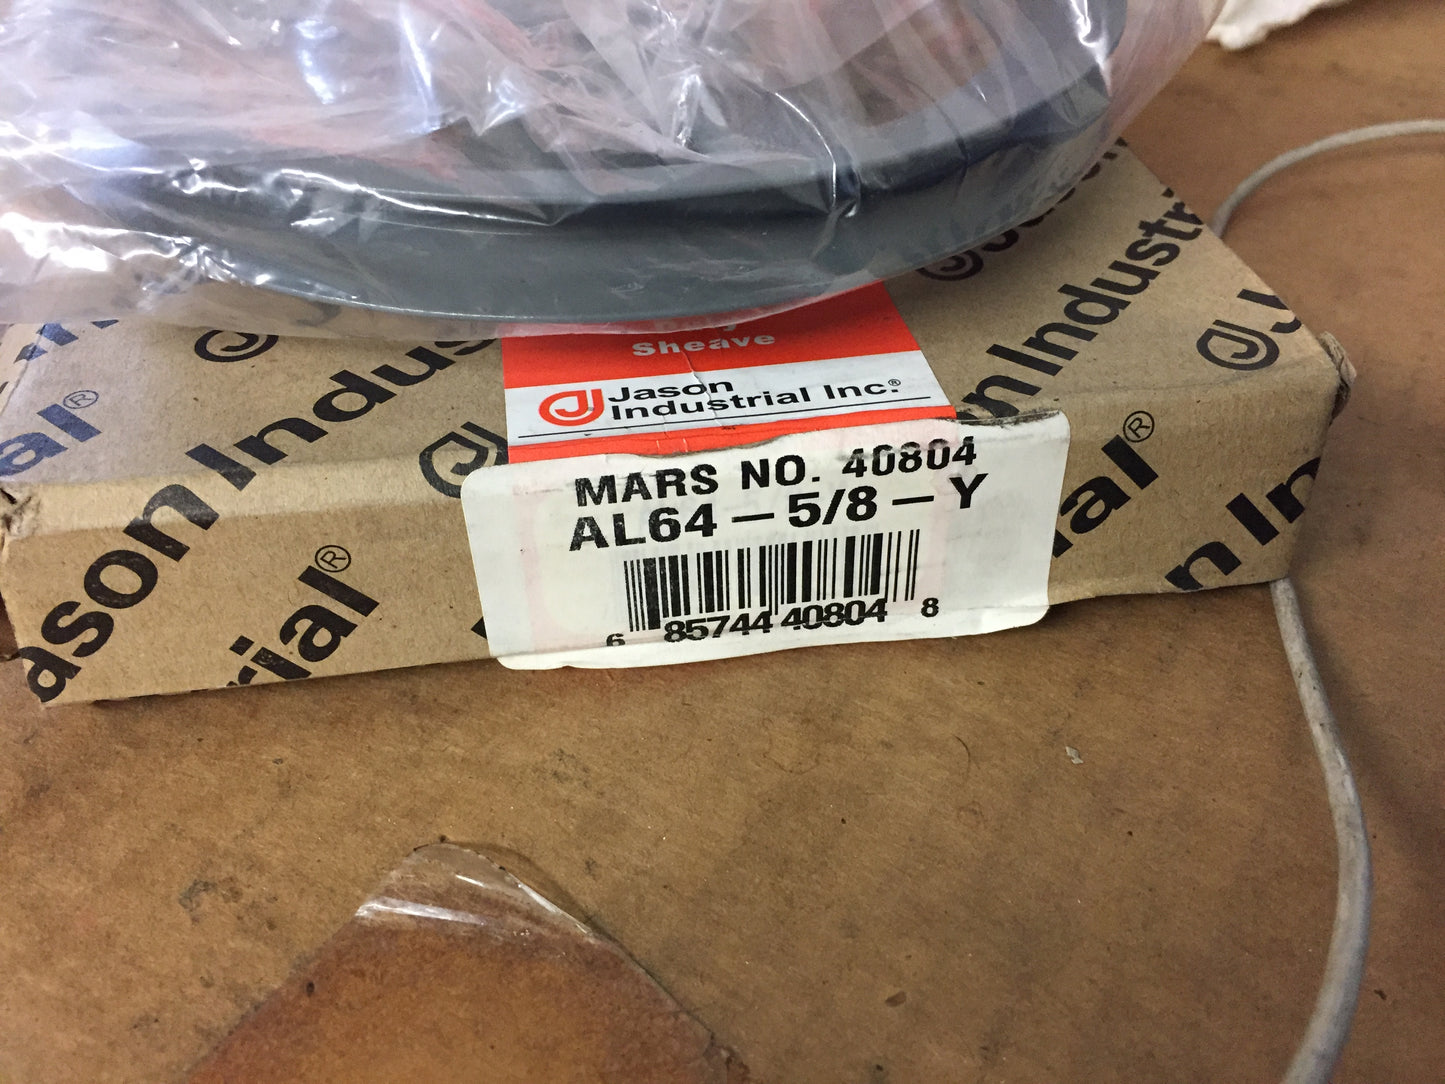 Sheave
Jason
Industrial Inc.®
MARS NO. 40804
AL64-5/8-Y
6 85744 40804 8
Jason Industrial®
Jason Industrial®